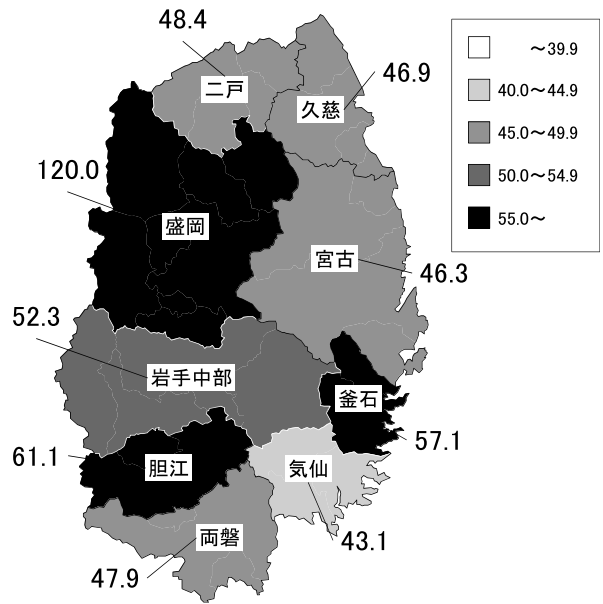 48.4
二戸
久慈
46.9
120.0
盛岡
宮古
46.3
52.3
岩手中部
釜石
57.1
61.1
胆江
気仙
43.1
両磐
47.9
～39.9
40.0～44.9
45.0～49.9
50.0～54.9
55.0～